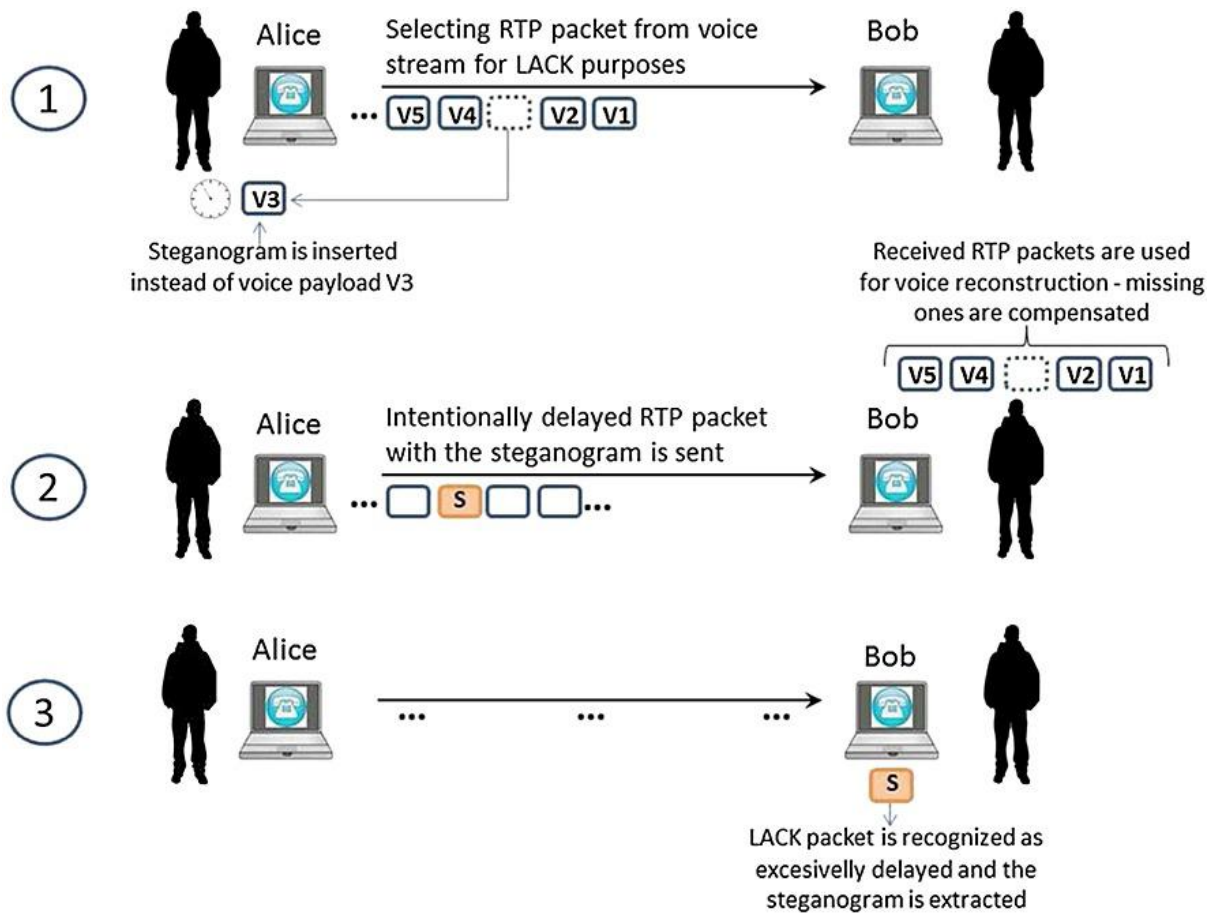 Alice
Selecting RTP packet from voice
stream for LACK purposes
Bob
1
... V5 V4 V2 V1
V3
Steganogram is inserted
instead of voice payload V3
Received RTP packets are used
for voice reconstruction - missing
ones are compensated
V5 V4 V2 V1
Alice
Intentionally delayed RTP packet
with the steganogram is sent
Bob
2
... S ...
Alice
Bob
3
... ... ...
S
LACK packet is recognized as
excesivelly delayed and the
steganogram is extracted